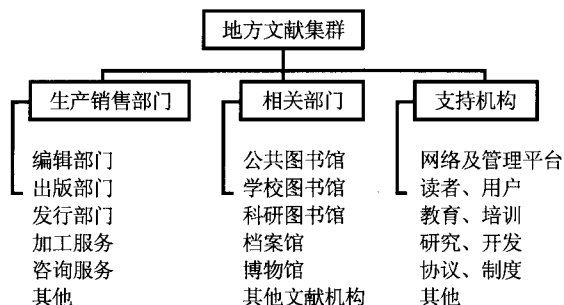 地方文献集群
生产销售部门
编辑部门
出版部门
发行部门
加工服务
咨询服务
其他
相关部门
公共图书馆
学校图书馆
科研图书馆
档案馆
博物馆
其他文献机构
支持机构
网络及管理平台
读者、用户
教育、培训
研究、开发
协议、制度
其他